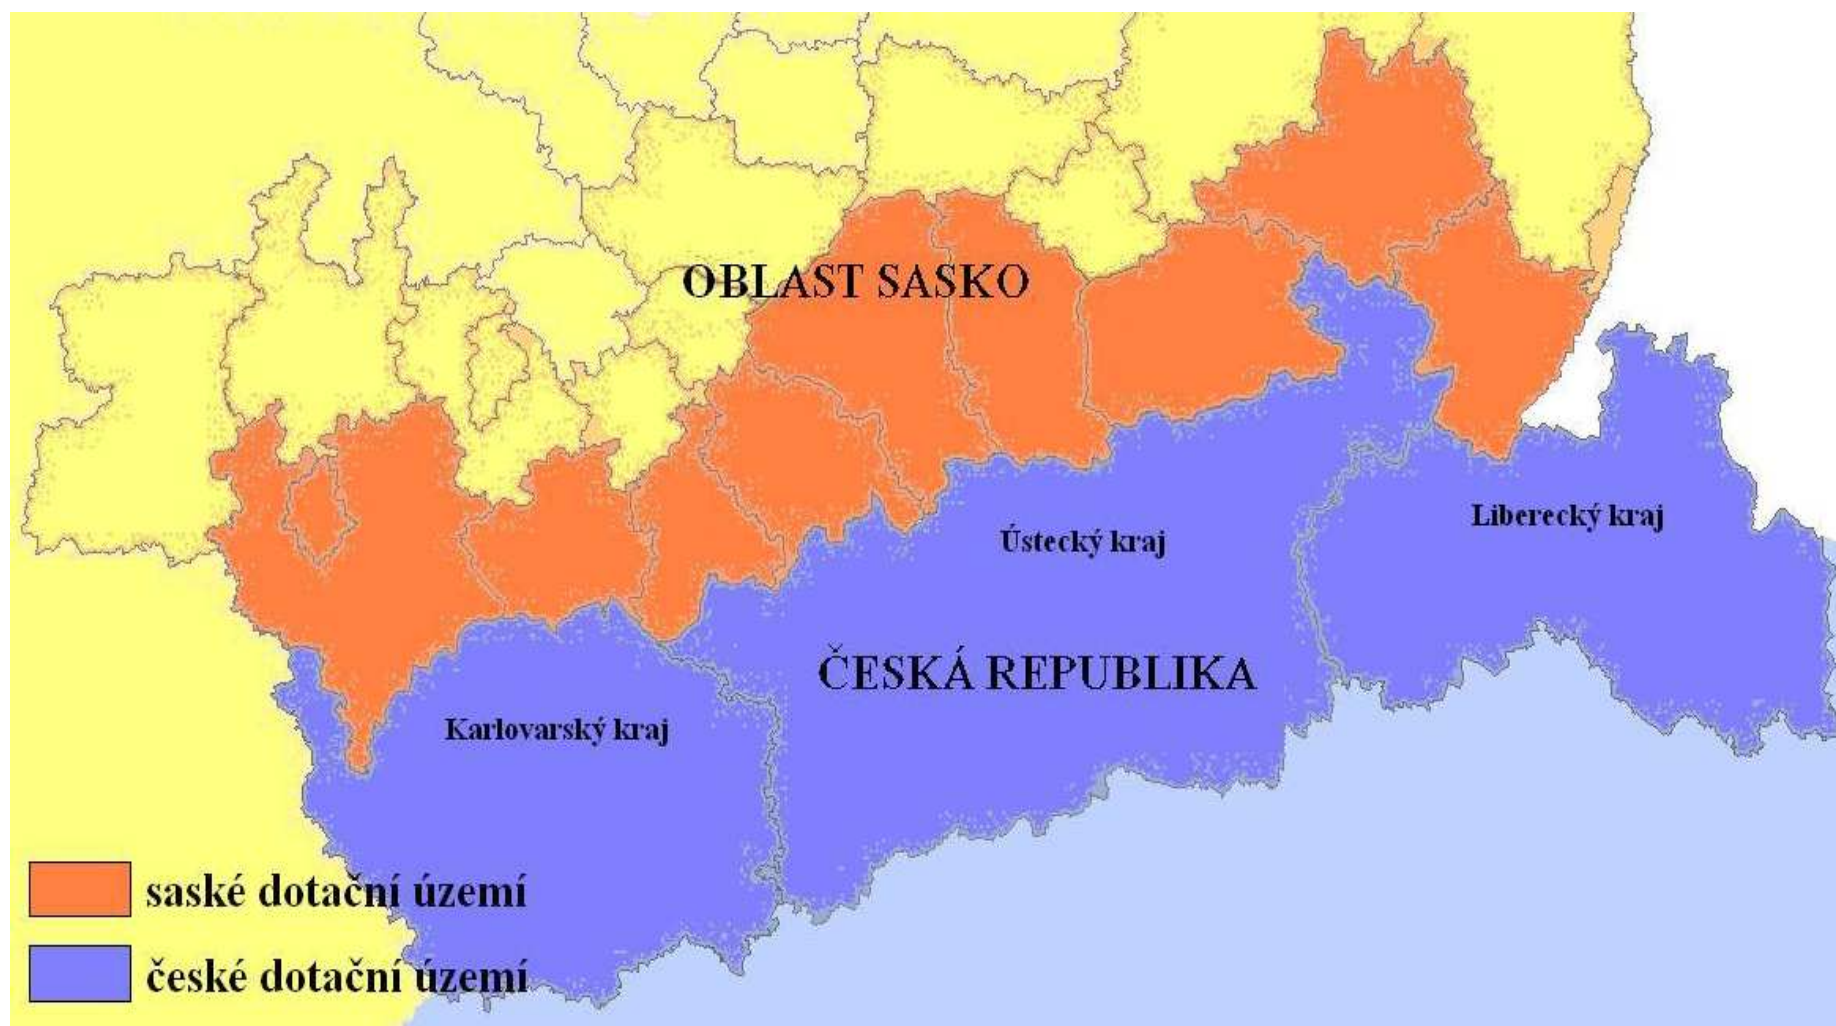 OBLAST SASKO
Liberecký kraj
Ústecký kraj
ČESKÁ REPUBLIKA
Karlovarský kraj
saské dotační území
české dotační území